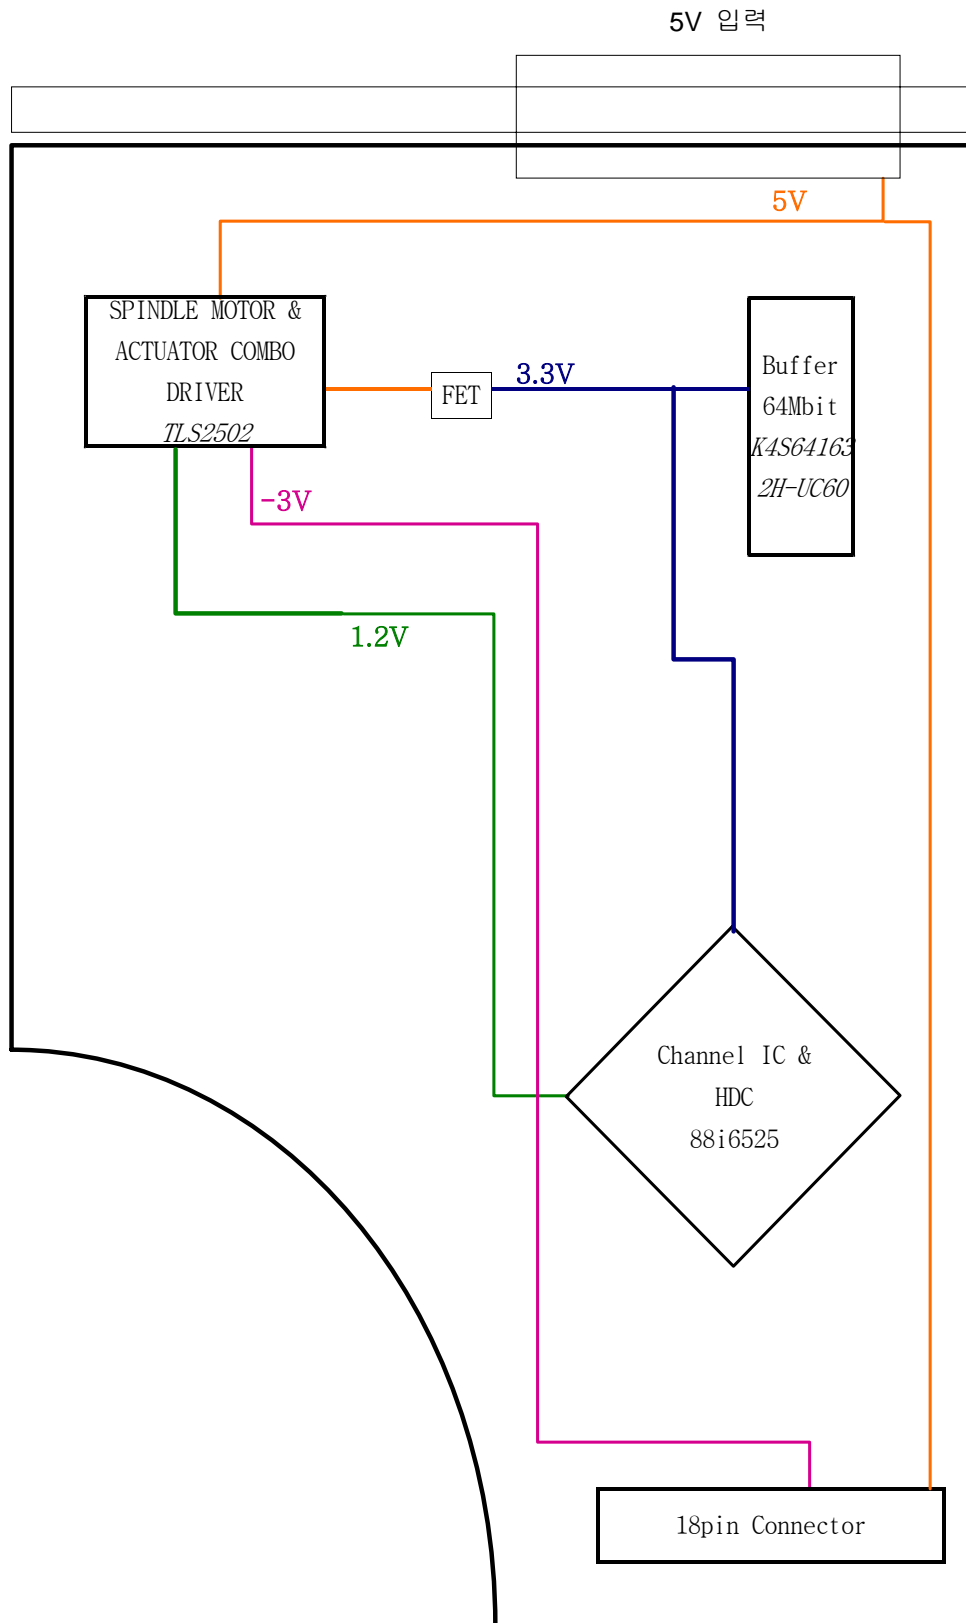 5V 입력
5V
SPINDLE MOTOR &
ACTUATOR COMBO
DRIVER
TLS2502
FET
3.3V
Buffer
64Mbit
K4S64163
2H-UC60
-3V
1.2V
Channel IC &
HDC
88i6525
18pin Connector